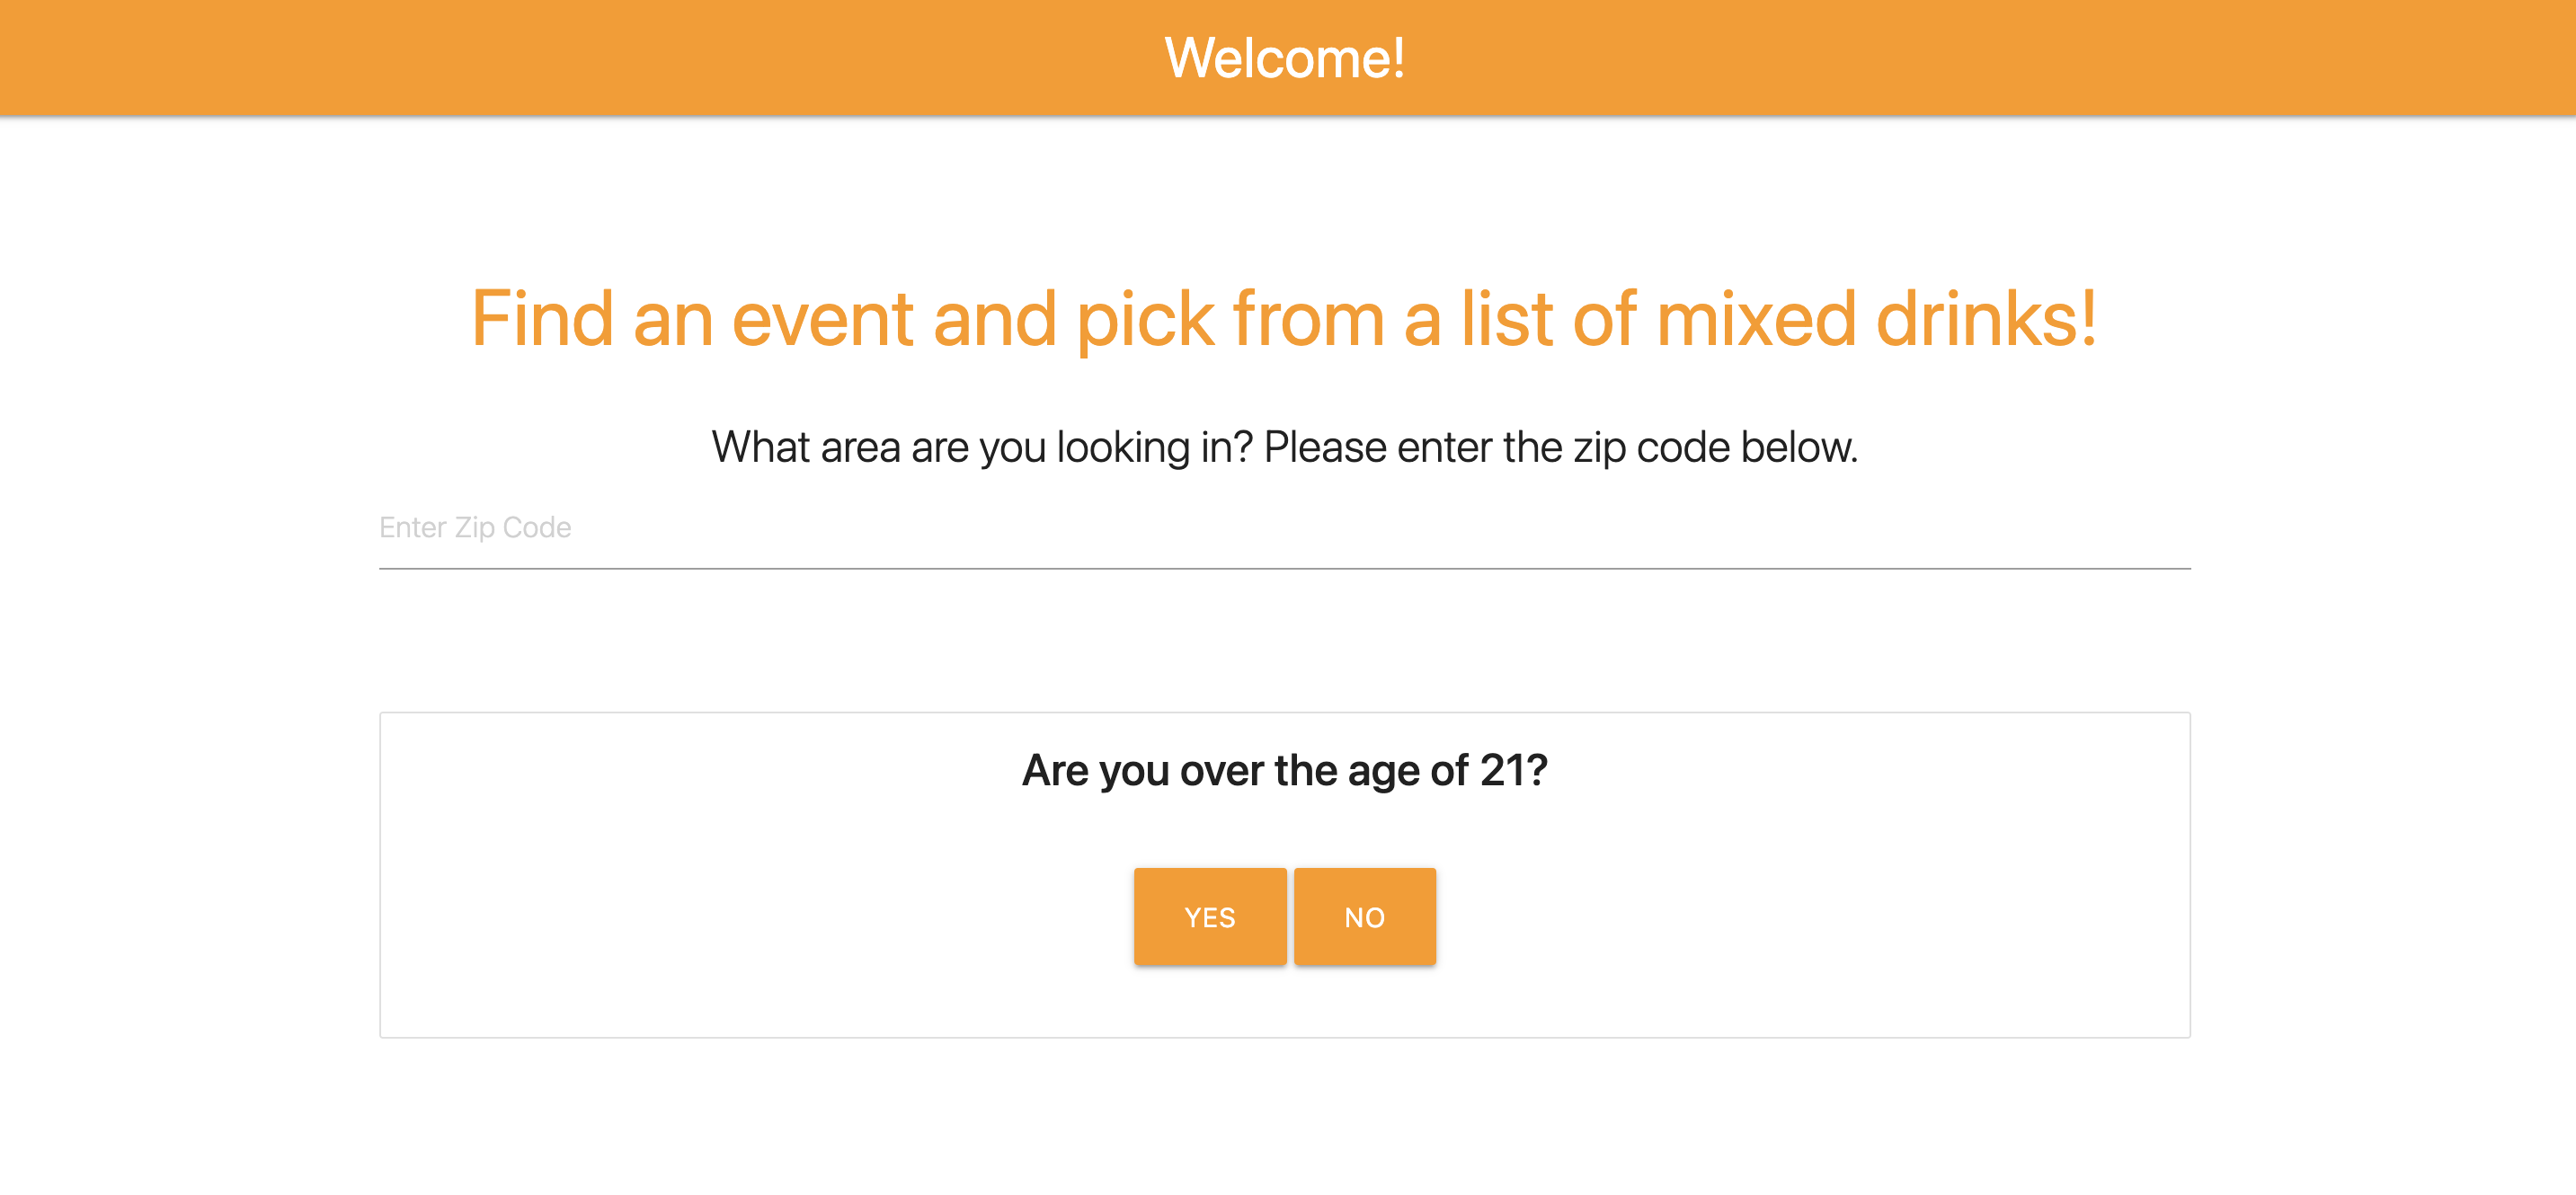 Welcome!
Find an event and pick from a list of mixed drinks!
What area are you looking in? Please enter the zip code below.
Enter Zip Code
Are you over the age of 21?
YES NO